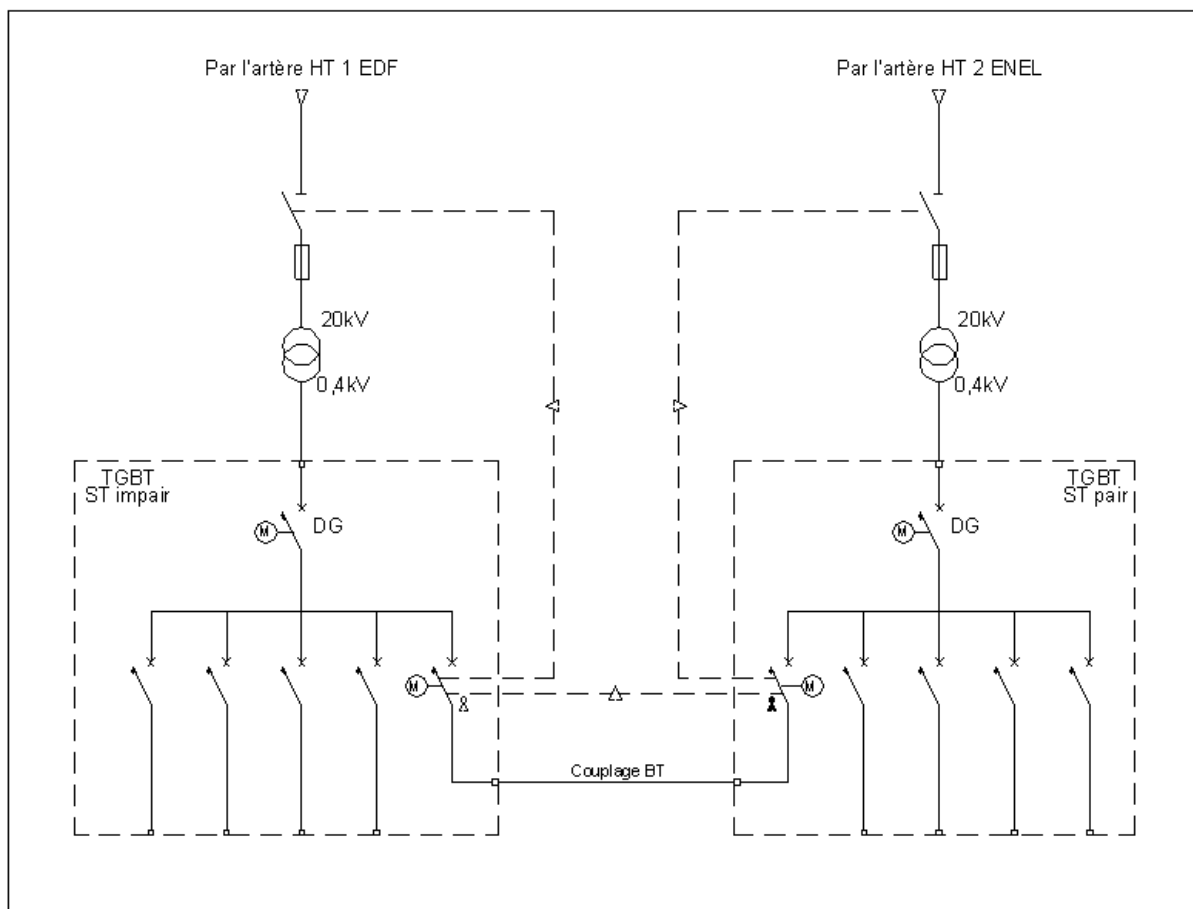 Par l'artère HT 1 EDF
Par l'artère HT 2 ENEL
20kV
0,4kV
20kV
0,4kV
TGBT
ST impair
TGBT
ST pair
M
DG
M
DG
M
M
Couplage BT